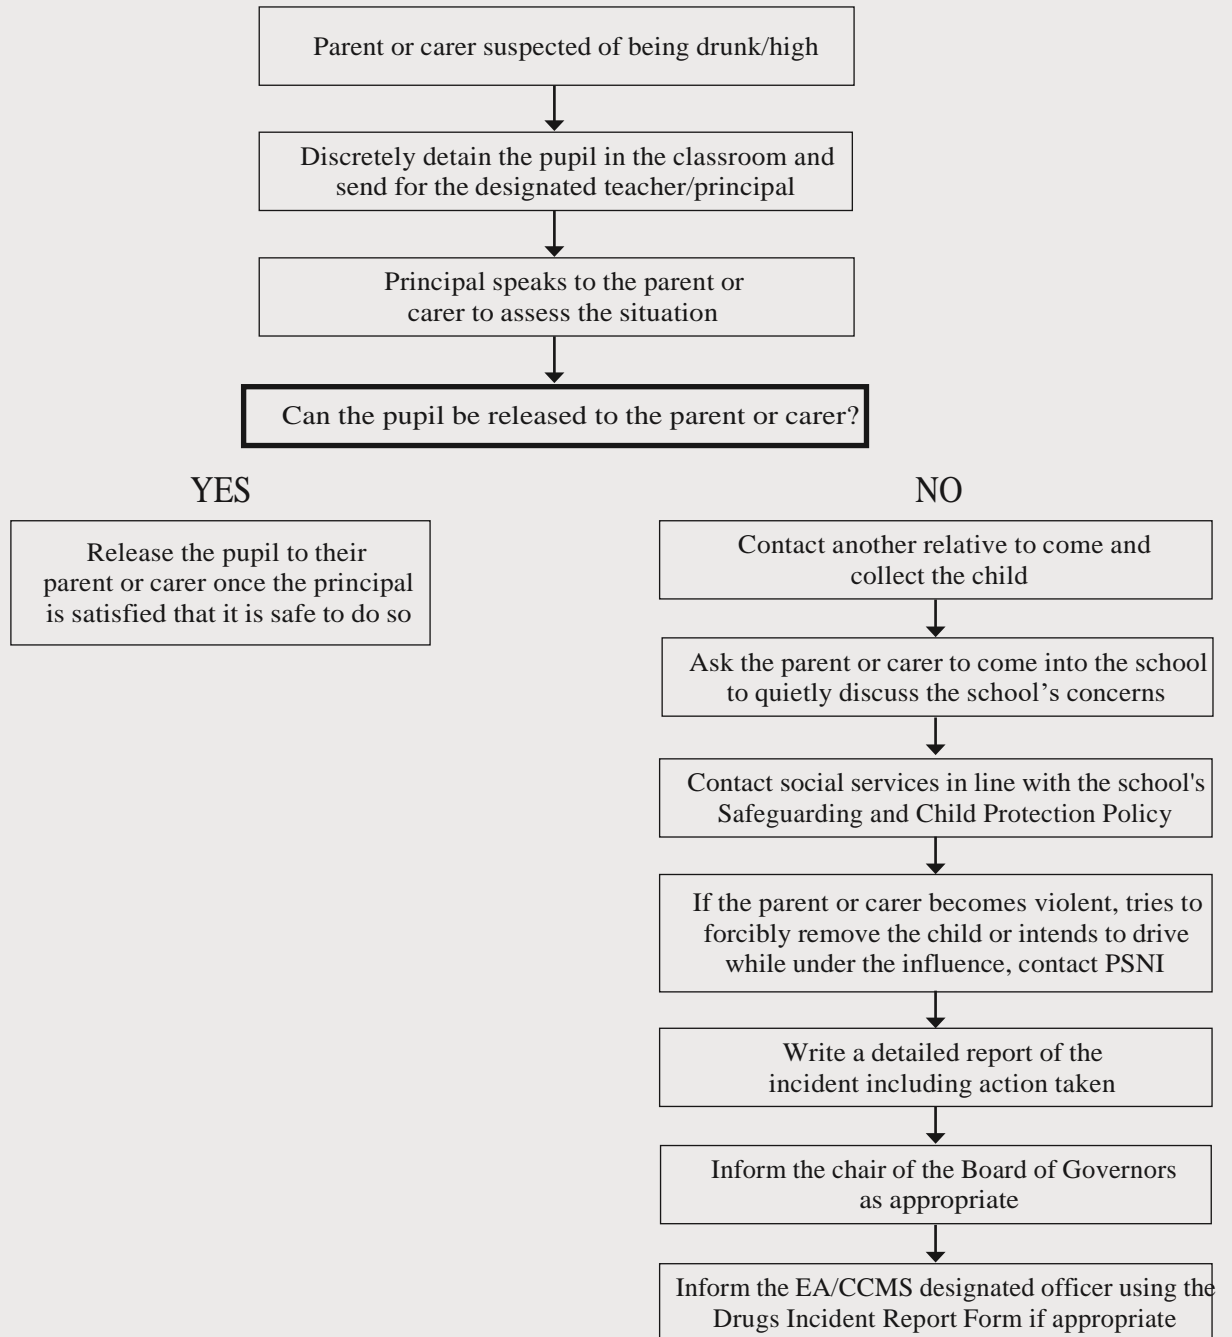 Parent or carer suspected of being drunk/high
Discretely detain the pupil in the classroom and
send for the designated teacher/principal
Principal speaks to the parent or
carer to assess the situation
Can the pupil be released to the parent or carer?
YES
Release the pupil to their
parent or carer once the principal
is satisfied that it is safe to do so
NO
Contact another relative to come and
collect the child
Ask the parent or carer to come into the school
to quietly discuss the school’s concerns
Contact social services in line with the school's
Safeguarding and Child Protection Policy
If the parent or carer becomes violent, tries to
forcibly remove the child or intends to drive
while under the influence, contact PSNI
Write a detailed report of the
incident including action taken
Inform the chair of the Board of Governors
as appropriate
Inform the EA/CCMS designated officer using the
Drugs Incident Report Form if appropriate